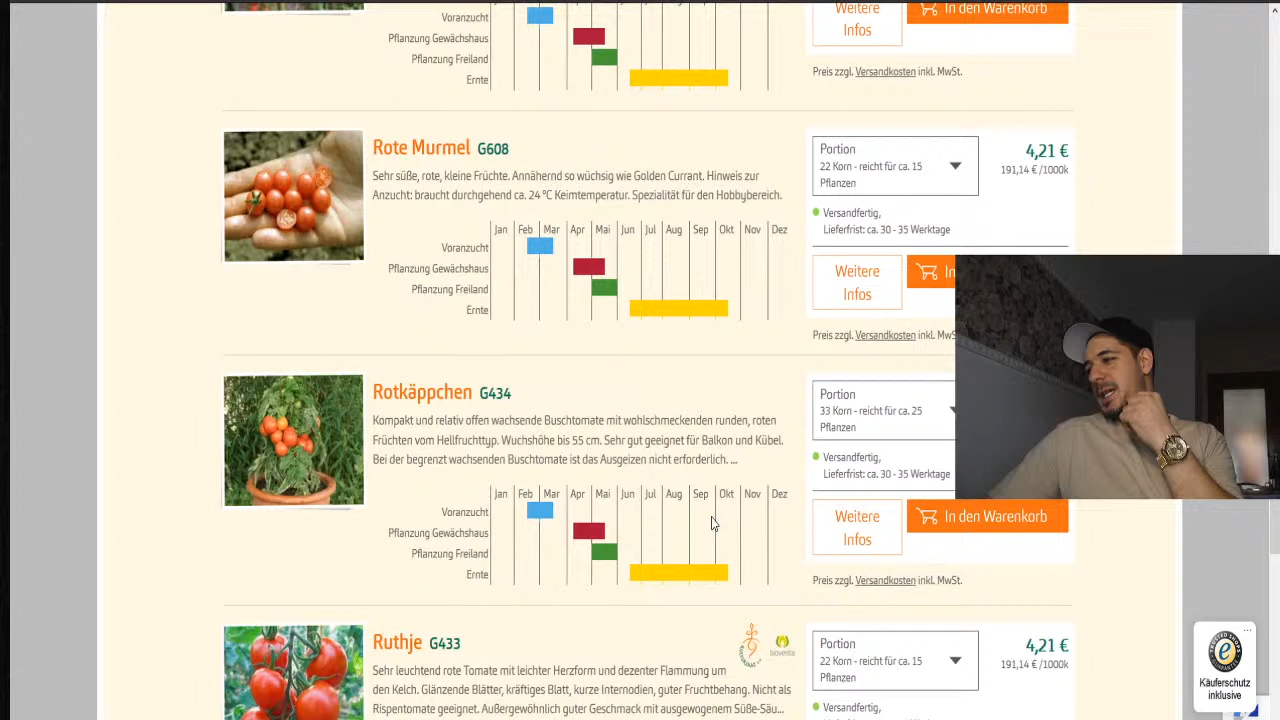 Voranzucht
Pflanzung Gewächshaus
Pflanzung Freiland
Ernte
Weitere
Infos
In den Warenkorb
Preis zzgl. Versandkosten inkl. MwSt.
Rote Murmel G608
Sehr süße, rote, kleine Früchte. Annähernd so wüchsig wie Golden Currant. Hinweis zur
Anzucht: braucht durchgehend ca. 24 °C Keimtemperatur. Spezialität für den Hobbybereich.
Jan Feb Mar Apr Mai Jun Jul Aug Sep Okt Nov Dez
Voranzucht
Pflanzung Gewächshaus
Pflanzung Freiland
Ernte
Portion
22 Korn - reicht für ca. 15
Pflanzen
4,21 €
191,14 € /1000k
Versandfertig,
Lieferfrist: ca. 30 - 35 Werktage
Weitere
Infos
In
Preis zzgl. Versandkosten inkl. MwSt.
Rotkäppchen G434
Kompakt und relativ offen wachsende Buschtomate mit wohlschmeckenden runden, roten
Früchten vom Hellfruchttyp. Wuchshöhe bis 55 cm. Sehr gut geeignet für Balkon und Kübel.
Bei der begrenzt wachsenden Buschtomate ist das Ausgeizen nicht erforderlich. ...
Jan Feb Mar Apr Mai Jun Jul Aug Sep Okt Nov Dez
Voranzucht
Pflanzung Gewächshaus
Pflanzung Freiland
Ernte
Portion
33 Korn - reicht für ca. 25
Pflanzen
Versandfertig,
Lieferfrist: ca. 30 - 35 Werktage
Weitere
Infos
In den Warenkorb
Preis zzgl. Versandkosten inkl. MwSt.
Ruthje G433
Sehr leuchtend rote Tomate mit leichter Herzform und dezenter Flammung um
den Kelch. Glänzende Blätter, kräftiges Blatt, kurze Internodien, guter Fruchtbehang. Nicht als
Rispentomate geeignet. Außergewöhnlich guter Geschmack mit ausgewogenem Süße-Säu...
bioverita
Portion
22 Korn - reicht für ca. 15
Pflanzen
4,21 €
191,14 € /1000k
Versandfertig,
Käuferschutz
inklusive